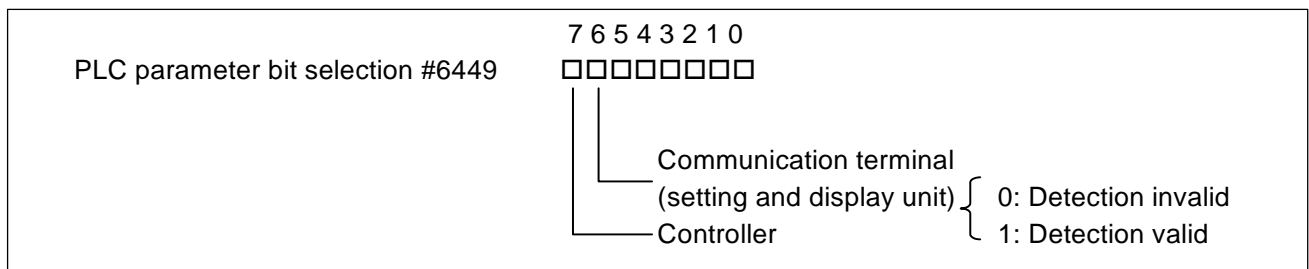 7 6 5 4 3 2 1 0
PLC parameter bit selection #6449
Communication terminal
(setting and display unit) 0: Detection invalid
Controller 1: Detection valid